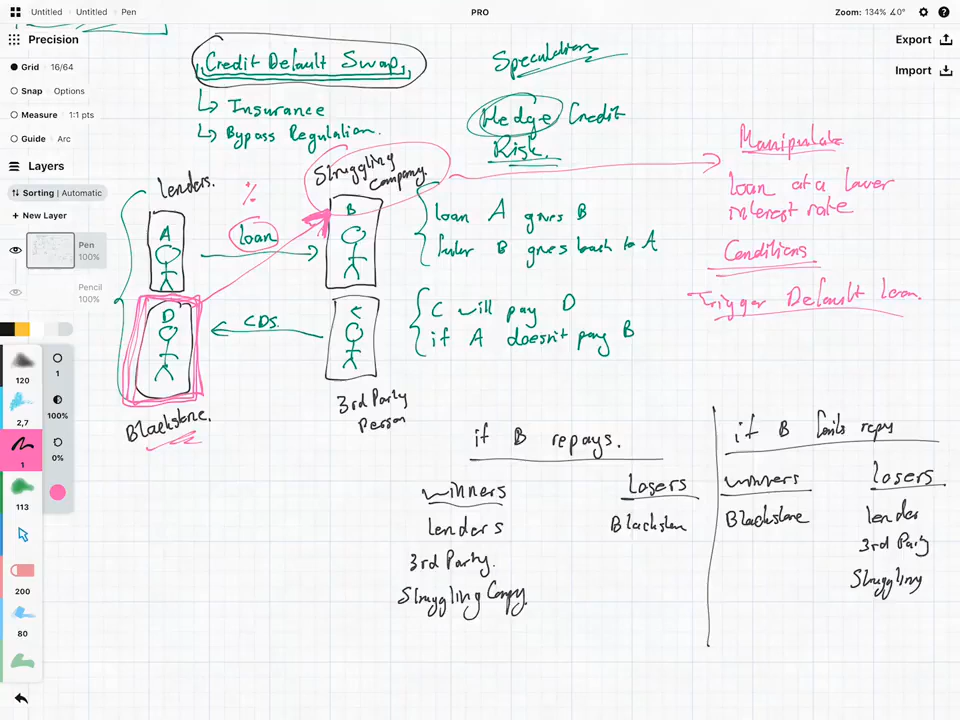 Untitled
Untitled
Pen
PRO
Zoom: 134% ∠0°
Precision
Grid 16/64
Snap Options
Measure 1:1 pts
Guide Arc
Layers
Sorting | Automatic
+ New Layer
Pen
100%
Pencil
100%
120
2,7
1
113
200
80
1
100%
0%
Export
Import
Credit Default Swap
Insurance
Bypass Regulation.
Speculation
Hedge Credit
Risk.
lenders.
%
Struggling
Company.
A
loan
B
loan A gives B
B gives back to A
D
CDS.
C
C will pay D
if A doesn't pay B
Blackstone.
3rd Party
Person
Manipulate
loan at a lower
interest rate
Conditions
Trigger Default loan.
if B repays.
winners
losers
lenders
Blackston
3rd Party.
Struggling Compy.
if B fails repy
winners
losers
Blackstone
lender
3rd Party
Struggling